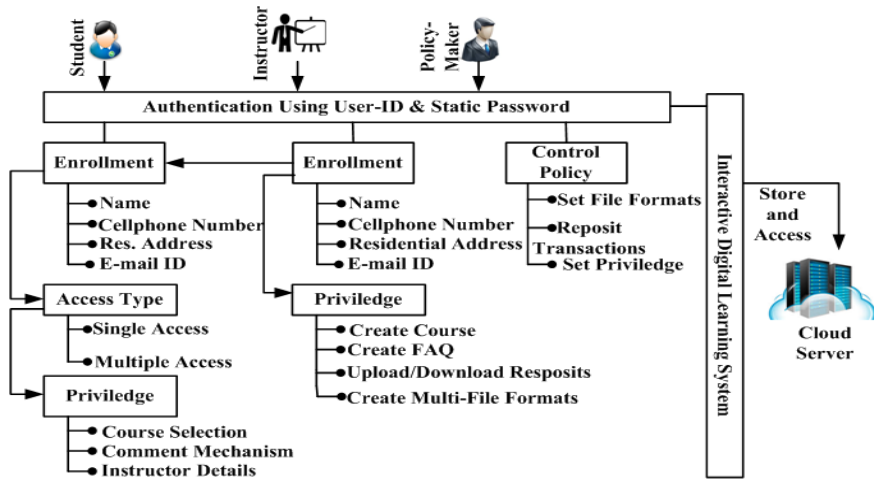 Student
Instructor
Policy-
Maker
Authentication Using User-ID & Static Password
Enrollment
Name
Cellphone Number
Res. Address
E-mail ID
Access Type
Single Access
Multiple Access
Priviledge
Course Selection
Comment Mechanism
Instructor Details
Enrollment
Name
Cellphone Number
Residential Address
E-mail ID
Priviledge
Create Course
Create FAQ
Upload/Download Resposits
Create Multi-File Formats
Control
Policy
Set File Formats
Reposit
Transactions
Set Priviledge
Interactive Digital Learning System
Store
and
Access
Cloud
Server